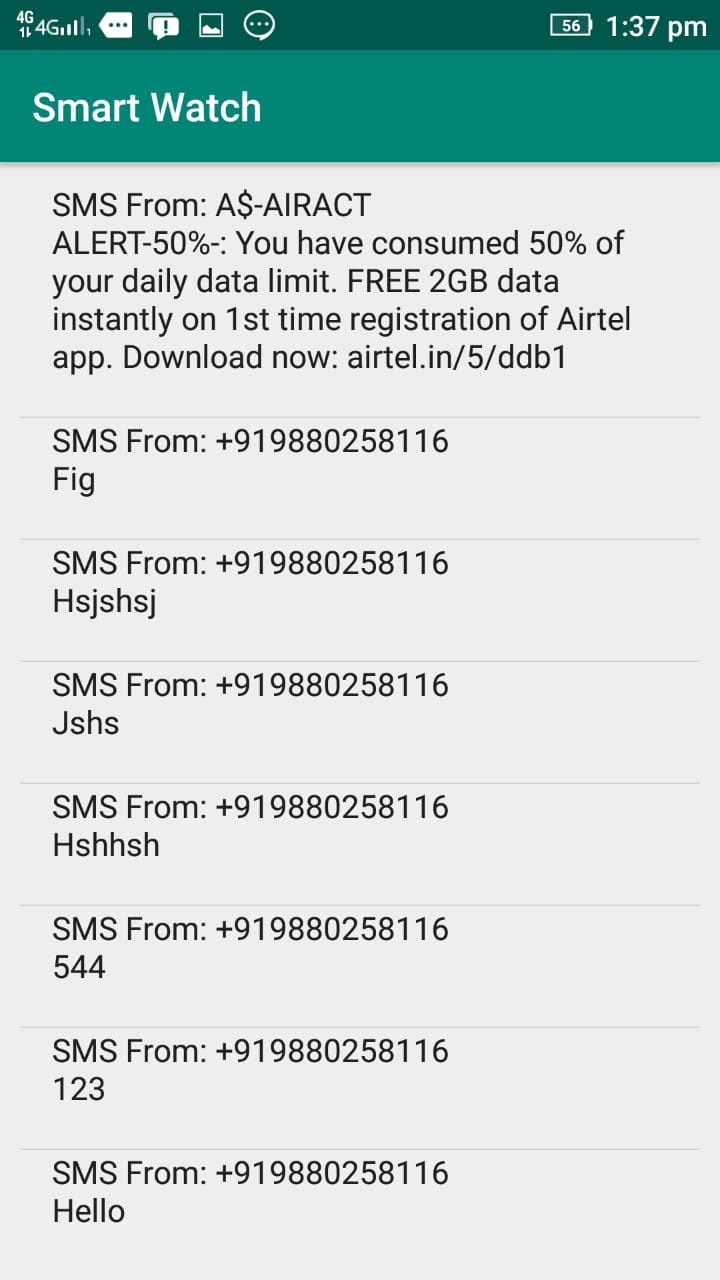 4G 4G 1 56 1:37 pm
Smart Watch
SMS From: A$-AIRACT
ALERT-50%-: You have consumed 50% of
your daily data limit. FREE 2GB data
instantly on 1st time registration of Airtel
app. Download now: airtel.in/5/ddb1
SMS From: +919880258116
Fig
SMS From: +919880258116
Hsjshsj
SMS From: +919880258116
Jshs
SMS From: +919880258116
Hshhsh
SMS From: +919880258116
544
SMS From: +919880258116
123
SMS From: +919880258116
Hello